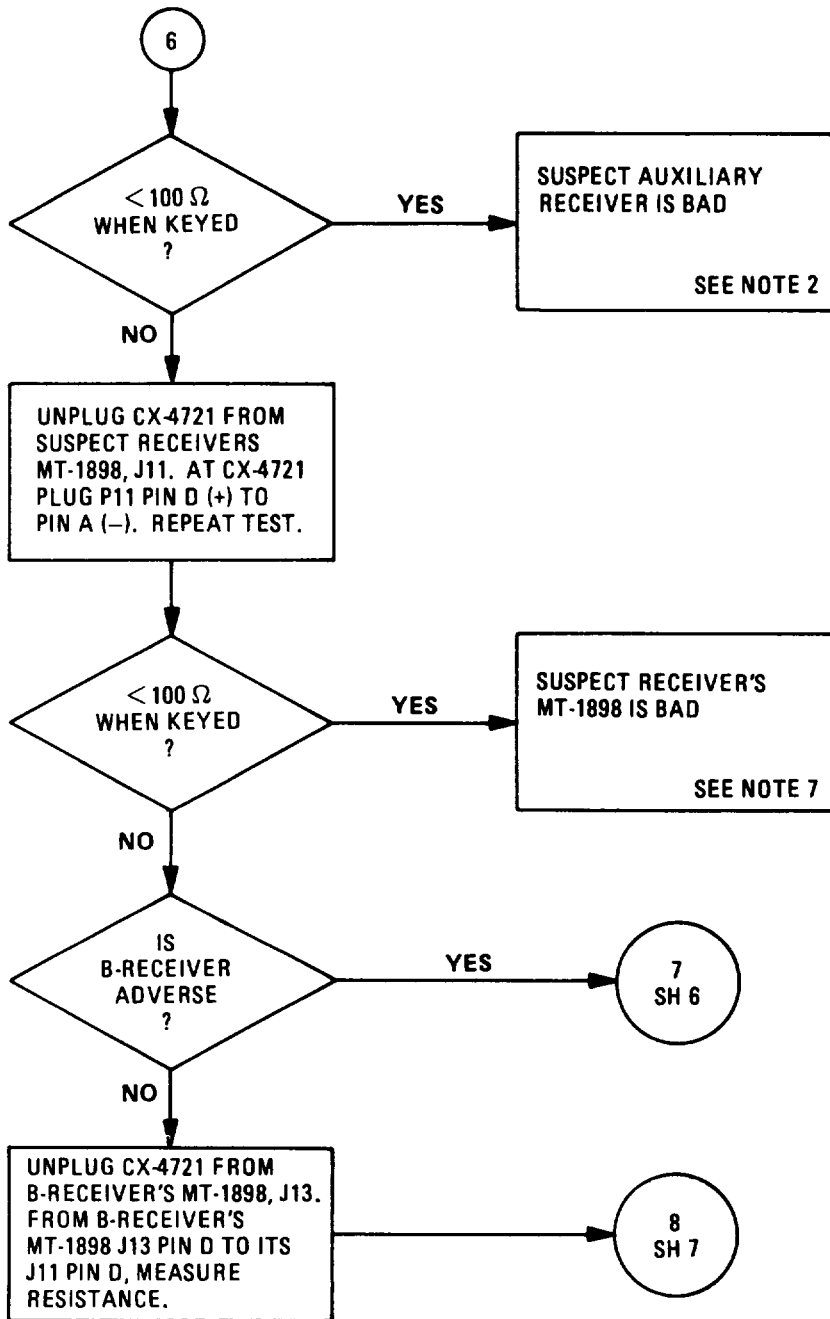 6
< 100 Ω
WHEN KEYED
?
YES
SUSPECT AUXILIARY
RECEIVER IS BAD
SEE NOTE 2
NO
UNPLUG CX-4721 FROM
SUSPECT RECEIVERS
MT-1898, J11. AT CX-4721
PLUG P11 PIN D (+) TO
PIN A (–). REPEAT TEST.
< 100 Ω
WHEN KEYED
?
YES
SUSPECT RECEIVER'S
MT-1898 IS BAD
SEE NOTE 7
NO
IS
B-RECEIVER
ADVERSE
?
YES
7
SH 6
NO
UNPLUG CX-4721 FROM
B-RECEIVER'S MT-1898, J13.
FROM B-RECEIVER'S
MT-1898 J13 PIN D TO ITS
J11 PIN D, MEASURE
RESISTANCE.
8
SH 7